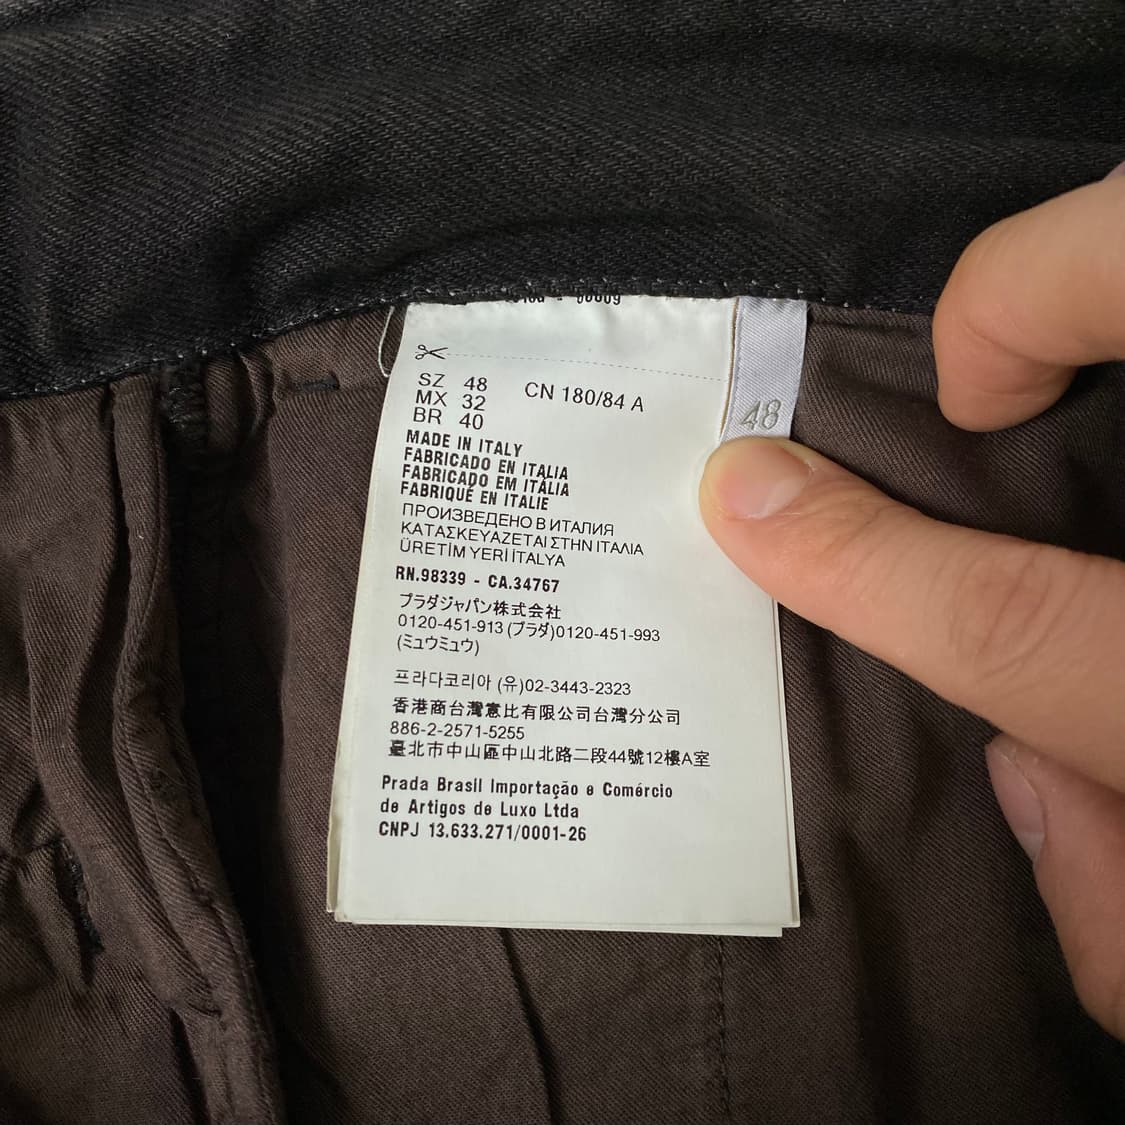 SZ 48 CN 180/84 A
MX 32
BR 40
48
MADE IN ITALY
FABRICADO EN ITALIA
FABRICADO EM ITÁLIA
FABRIQUÉ EN ITALIE
ПРОИЗВЕДЕНО В ИТАЛИЯ
ΚΑΤΑΣΚΕΥΑΖΕΤΑΙ ΣΤΗΝ ΙΤΑΛΙΑ
ÜRETİM YERİ İTALYA
RN.98339 - CA.34767
プラダジャパン株式会社
0120-451-913 (プラダ)0120-451-993
(ミュウミュウ)
프라다코리아 (유)02-3443-2323
香港商台灣憲比有限公司台灣分公司
886-2-2571-5255
臺北市中山區中山北路二段44號12樓A室
Prada Brasil Importação e Comércio
de Artigos de Luxo Ltda
CNPJ 13.633.271/0001-26